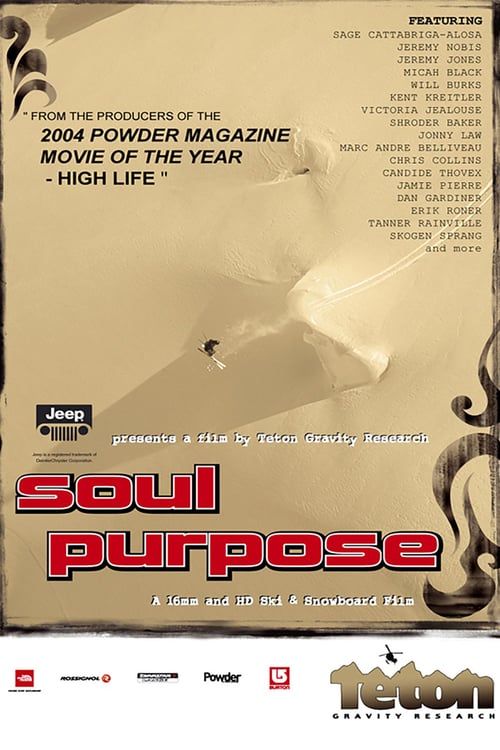 FEATURING
SAGE CATTABRIGA-ALOSA
JEREMY NOBIS
JEREMY JONES
MICAH BLACK
WILL BURKS
KENT KREITLER
VICTORIA JEALOUSE
SHRODER BAKER
JONNY LAW
MARC ANDRE BELLIVEAU
CHRIS COLLINS
CANDIDE THOVEX
JAMIE PIERRE
DAN GARDINER
ERIK RONER
TANNER RAINVILLE
SKOGEN SPRANG
and more
" FROM THE PRODUCERS OF THE
2004 POWDER MAGAZINE
MOVIE OF THE YEAR
- HIGH LIFE "
Jeep
Jeep is a registered trademark of
DaimlerChrysler Corporation.
presents a film by Teton Gravity Research
soul
purpose
A 16mm and HD Ski & Snowboard Film
ROSSIGNOL
Powder
BURTON
teton
GRAVITY RESEARCH